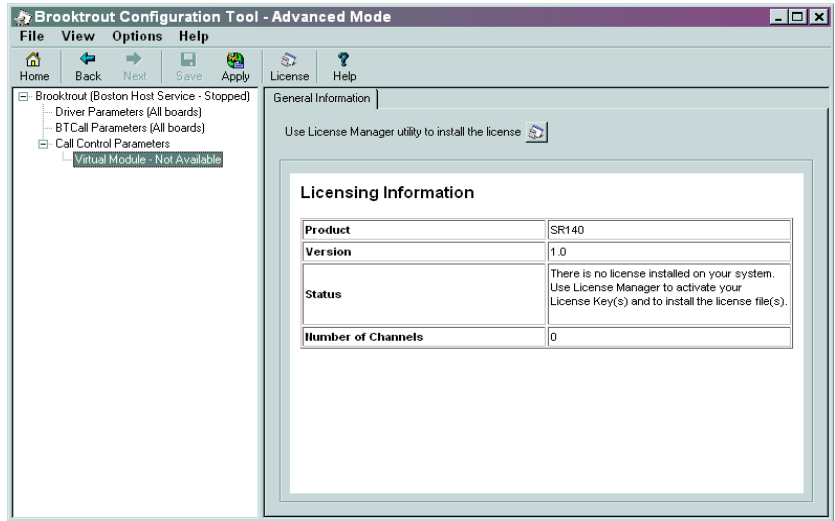 Brooktrout Configuration Tool - Advanced Mode
File View Options Help
Home Back Next Save Apply License Help
Brooktrout (Boston Host Service - Stopped)
Driver Parameters (All boards)
BTCall Parameters (All boards)
Call Control Parameters
Virtual Module - Not Available
General Information
Use License Manager utility to install the license
Licensing Information
Product SR140
Version 1.0
Status There is no license installed on your system.
Use License Manager to activate your
License Key(s) and to install the license file(s).
Number of Channels 0